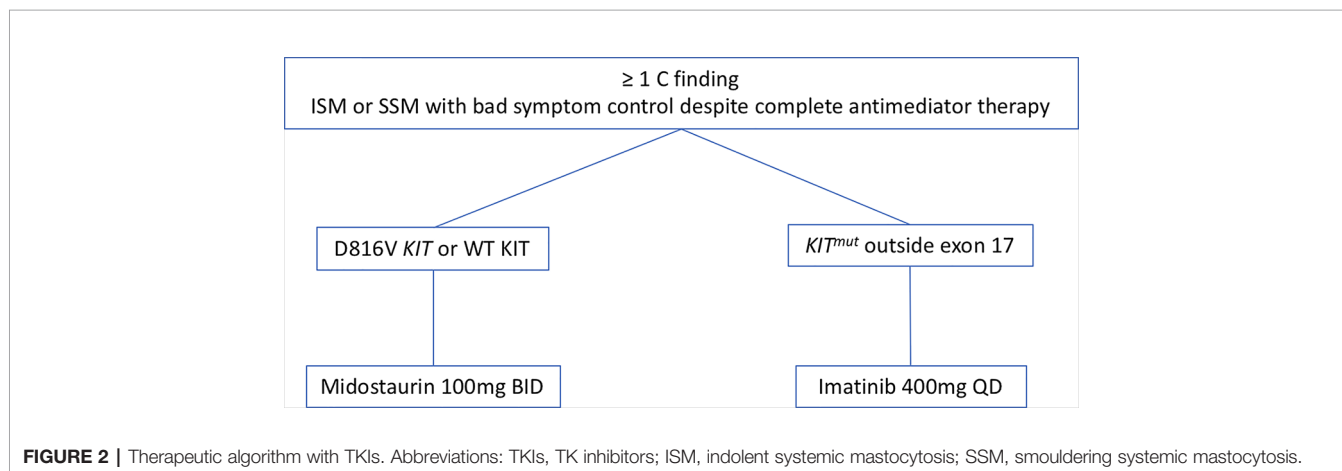 ≥ 1 C finding
ISM or SSM with bad symptom control despite complete antimediator therapy
D816V KIT or WT KIT
KITmut outside exon 17
Midostaurin 100mg BID
Imatinib 400mg QD
FIGURE 2 | Therapeutic algorithm with TKIs. Abbreviations: TKIs, TK inhibitors; ISM, indolent systemic mastocytosis; SSM, smouldering systemic mastocytosis.